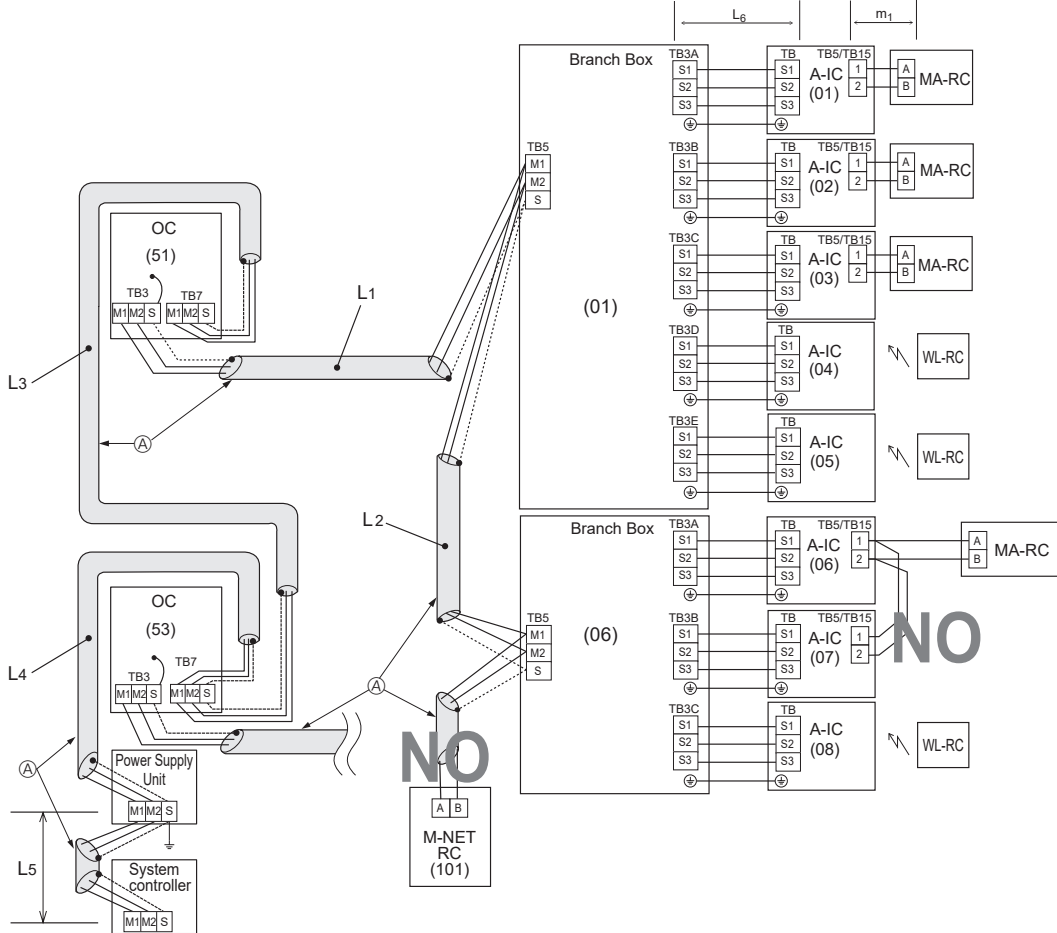 L6
m1
Branch Box
TB3A
S1
S2
S3
TB
S1
S2
S3
A-IC
(01)
TB5/TB15
1
2
A
B
MA-RC
TB5
M1
M2
S
TB3B
S1
S2
S3
TB
S1
S2
S3
A-IC
(02)
TB5/TB15
1
2
A
B
MA-RC
(01)
TB3C
S1
S2
S3
TB
S1
S2
S3
A-IC
(03)
TB5/TB15
1
2
A
B
MA-RC
TB3D
S1
S2
S3
TB
S1
S2
S3
A-IC
(04)
WL-RC
TB3E
S1
S2
S3
TB
S1
S2
S3
A-IC
(05)
WL-RC
OC
(51)
TB3
M1 M2 S
TB7
M1 M2 S
L1
L3
A
L2
Branch Box
TB3A
S1
S2
S3
TB
S1
S2
S3
A-IC
(06)
TB5/TB15
1
2
A
B
MA-RC
TB5
M1
M2
S
(06)
TB3B
S1
S2
S3
TB
S1
S2
S3
A-IC
(07)
TB5/TB15
1
2
NO
TB3C
S1
S2
S3
TB
S1
S2
S3
A-IC
(08)
WL-RC
OC
(53)
TB3
M1 M2 S
TB7
M1 M2 S
L4
A
A
NO
A B
M-NET
RC
(101)
Power Supply
Unit
M1 M2 S
L5
System
controller
M1 M2 S